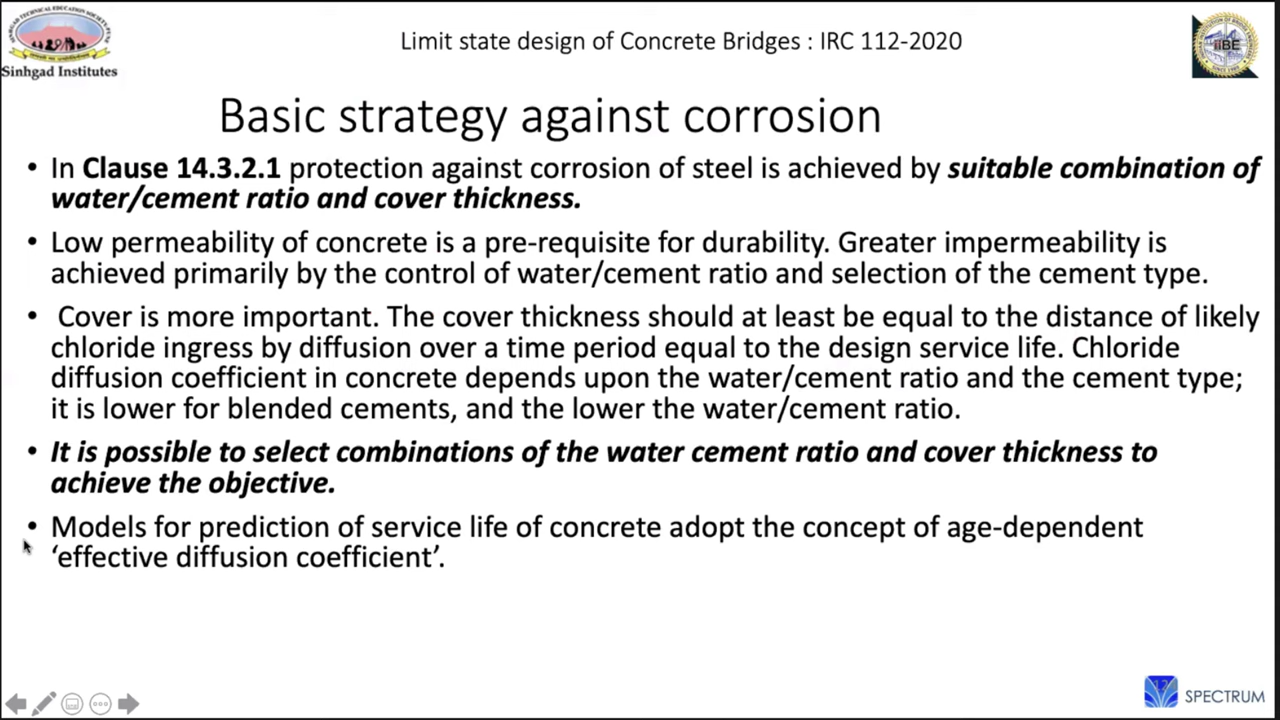 SINHGAD TECHNICAL EDUCATION SOCIETY
Sinhgad Institutes
Limit state design of Concrete Bridges : IRC 112-2020
iiBE
Basic strategy against corrosion
• In Clause 14.3.2.1 protection against corrosion of steel is achieved by suitable combination of
water/cement ratio and cover thickness.
• Low permeability of concrete is a pre-requisite for durability. Greater impermeability is
achieved primarily by the control of water/cement ratio and selection of the cement type.
• Cover is more important. The cover thickness should at least be equal to the distance of likely
chloride ingress by diffusion over a time period equal to the design service life. Chloride
diffusion coefficient in concrete depends upon the water/cement ratio and the cement type;
it is lower for blended cements, and the lower the water/cement ratio.
• It is possible to select combinations of the water cement ratio and cover thickness to
achieve the objective.
• Models for prediction of service life of concrete adopt the concept of age-dependent
‘effective diffusion coefficient’.
SPECTRUM